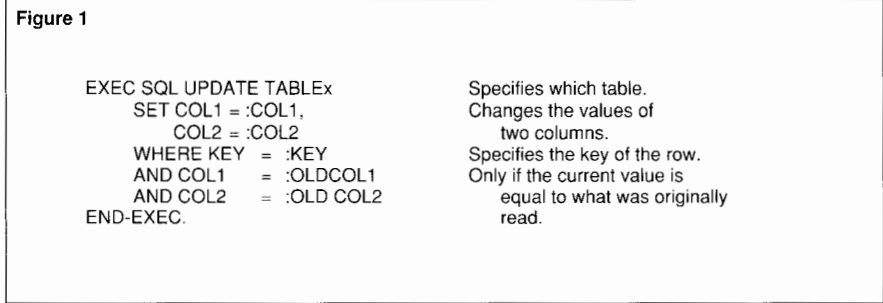 Figure 1
EXEC SQL UPDATE TABLEx Specifies which table.
SET COL1 = :COL1, Changes the values of
COL2 = :COL2 two columns.
WHERE KEY = :KEY Specifies the key of the row.
AND COL1 = :OLDCOL1 Only if the current value is
AND COL2 = :OLD COL2 equal to what was originally
END-EXEC. read.